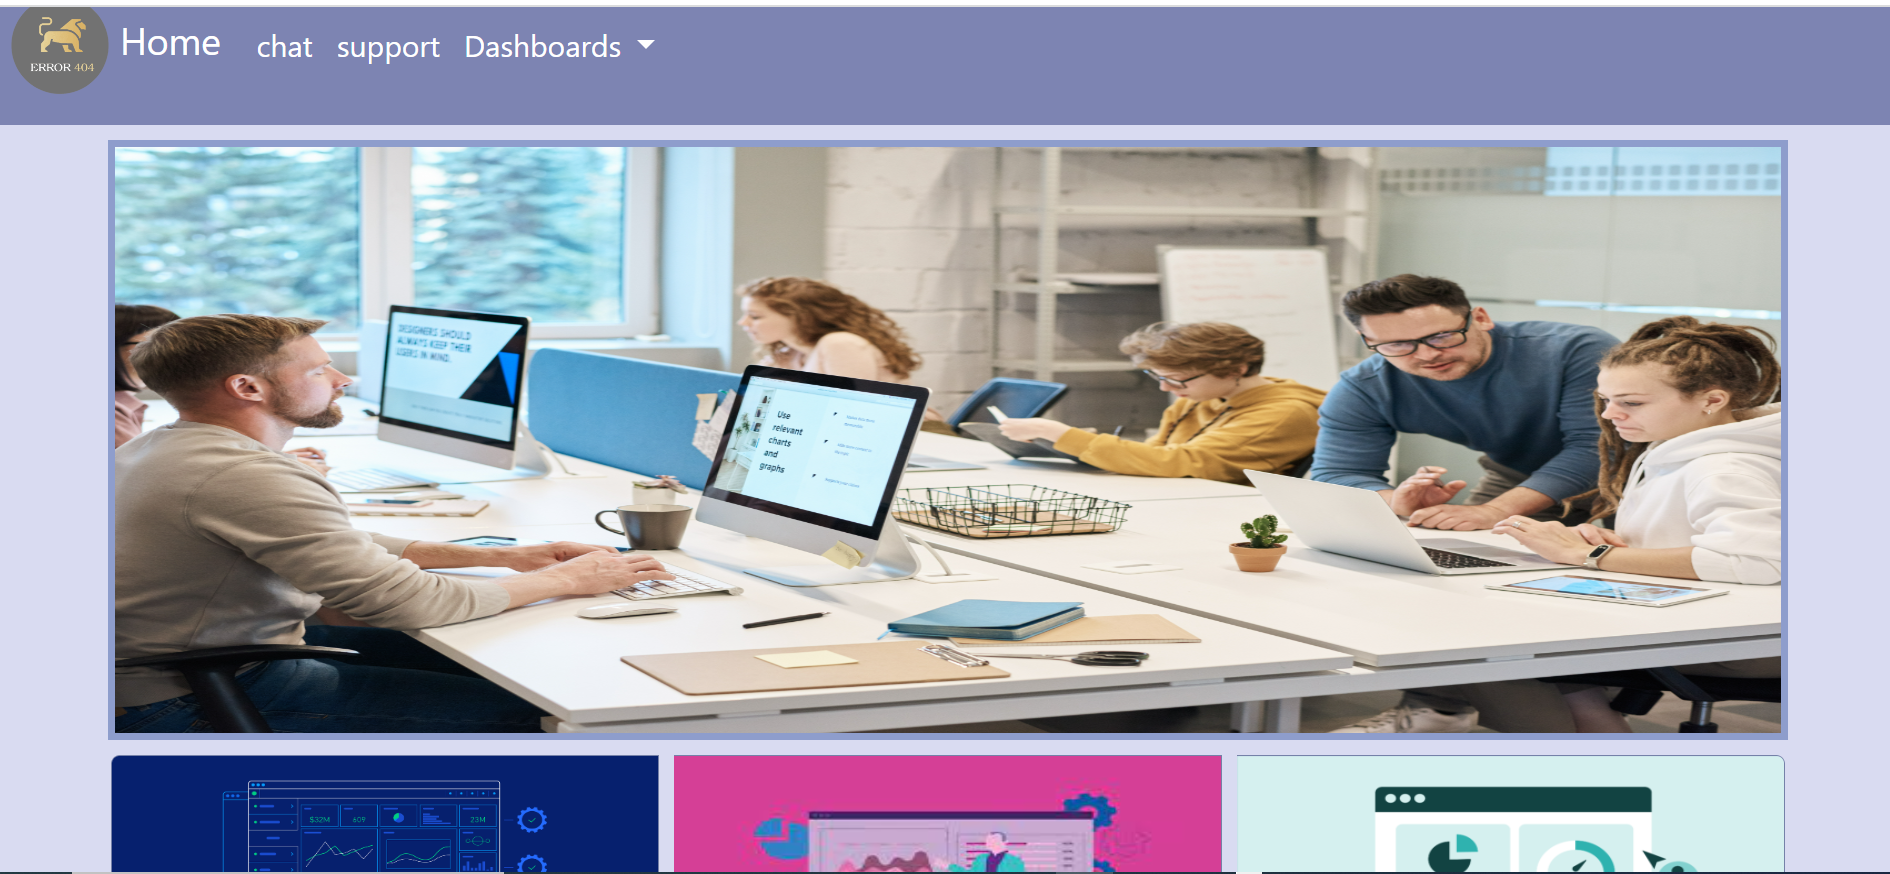 ERROR 404
Home
chat
support
Dashboards
DESIGNERS SHOULD
ALWAYS KEEP THEIR
USERS IN MIND.
Use
relevant
charts
and
graphs
$32M
609
23M